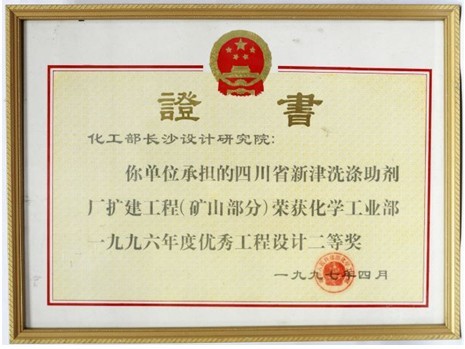 證書
化工部长沙设计研究院:
你单位承担的四川省新津洗涤助剂
厂扩建工程(矿山部分)荣获化学工业部
一九九六年度优秀工程设计二等奖
一九九七年四月